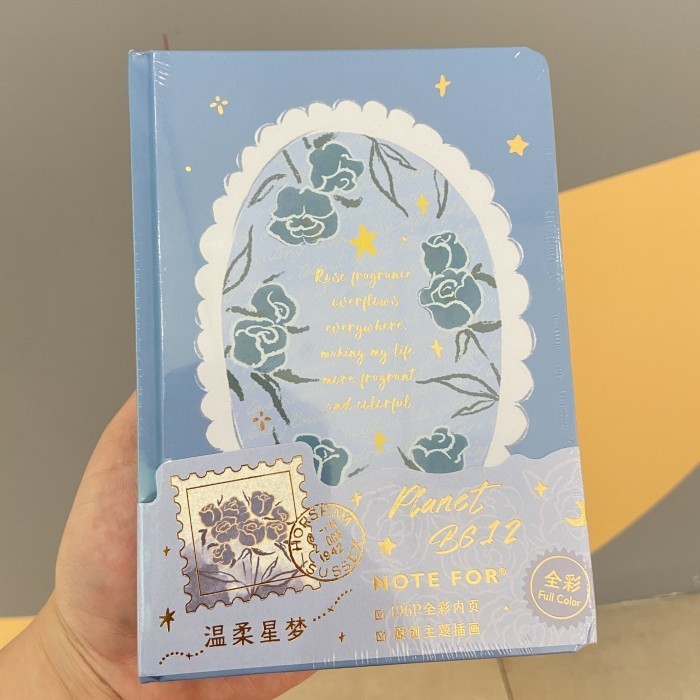 Rose fragrance
overflows
everywhere,
making my life
more fragrant
and colorful
Planet
B612
NOTE FOR®
196P全彩内页
原创主题插画
全彩
Full Color
HORSHAM
1942
SUSSEX
温柔星梦